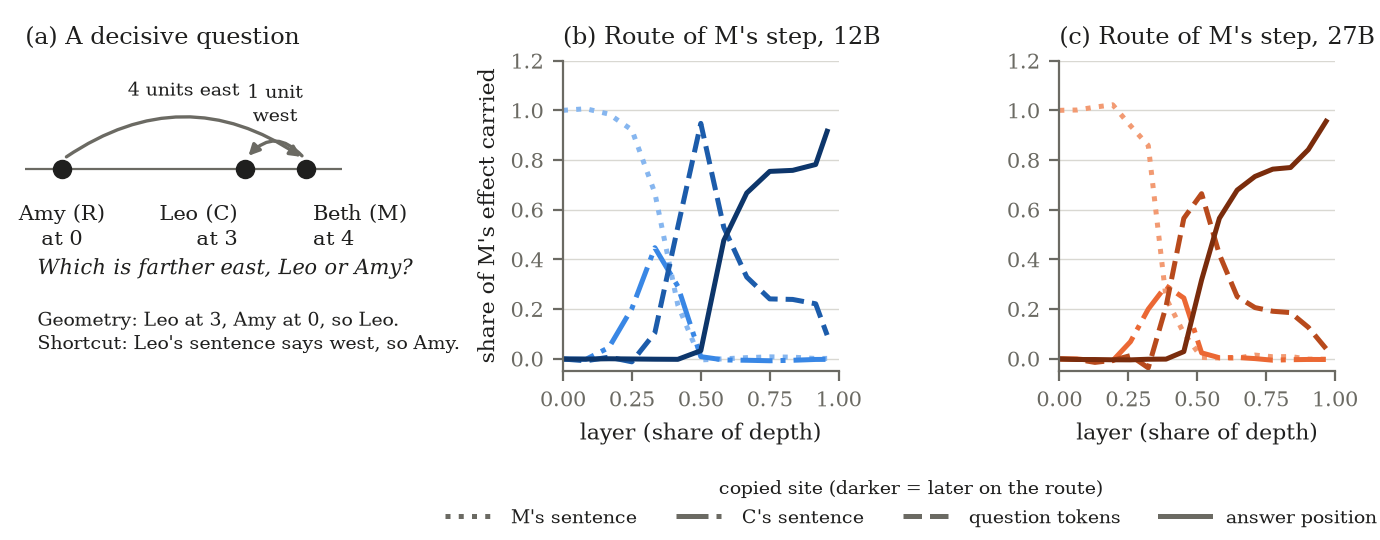 (a) A decisive question
4 units east
1 unit
west
Amy (R)
at 0
Leo (C)
at 3
Beth (M)
at 4
Which is farther east, Leo or Amy?
Geometry: Leo at 3, Amy at 0, so Leo.
Shortcut: Leo's sentence says west, so Amy.
(b) Route of M's step, 12B
share of M's effect carried
1.2
1.0
0.8
0.6
0.4
0.2
0.0
0.00 0.25 0.50 0.75 1.00
layer (share of depth)
(c) Route of M's step, 27B
1.2
1.0
0.8
0.6
0.4
0.2
0.0
0.00 0.25 0.50 0.75 1.00
layer (share of depth)
copied site (darker = later on the route)
M's sentence C's sentence question tokens answer position